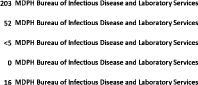 203 MDPH Bureau of Infectious Disease and Laboratory Services
52 MDPH Bureau of Infectious Disease and Laboratory Services
<5 MDPH Bureau of Infectious Disease and Laboratory Services
0 MDPH Bureau of Infectious Disease and Laboratory Services
16 MDPH Bureau of Infectious Disease and Laboratory Services